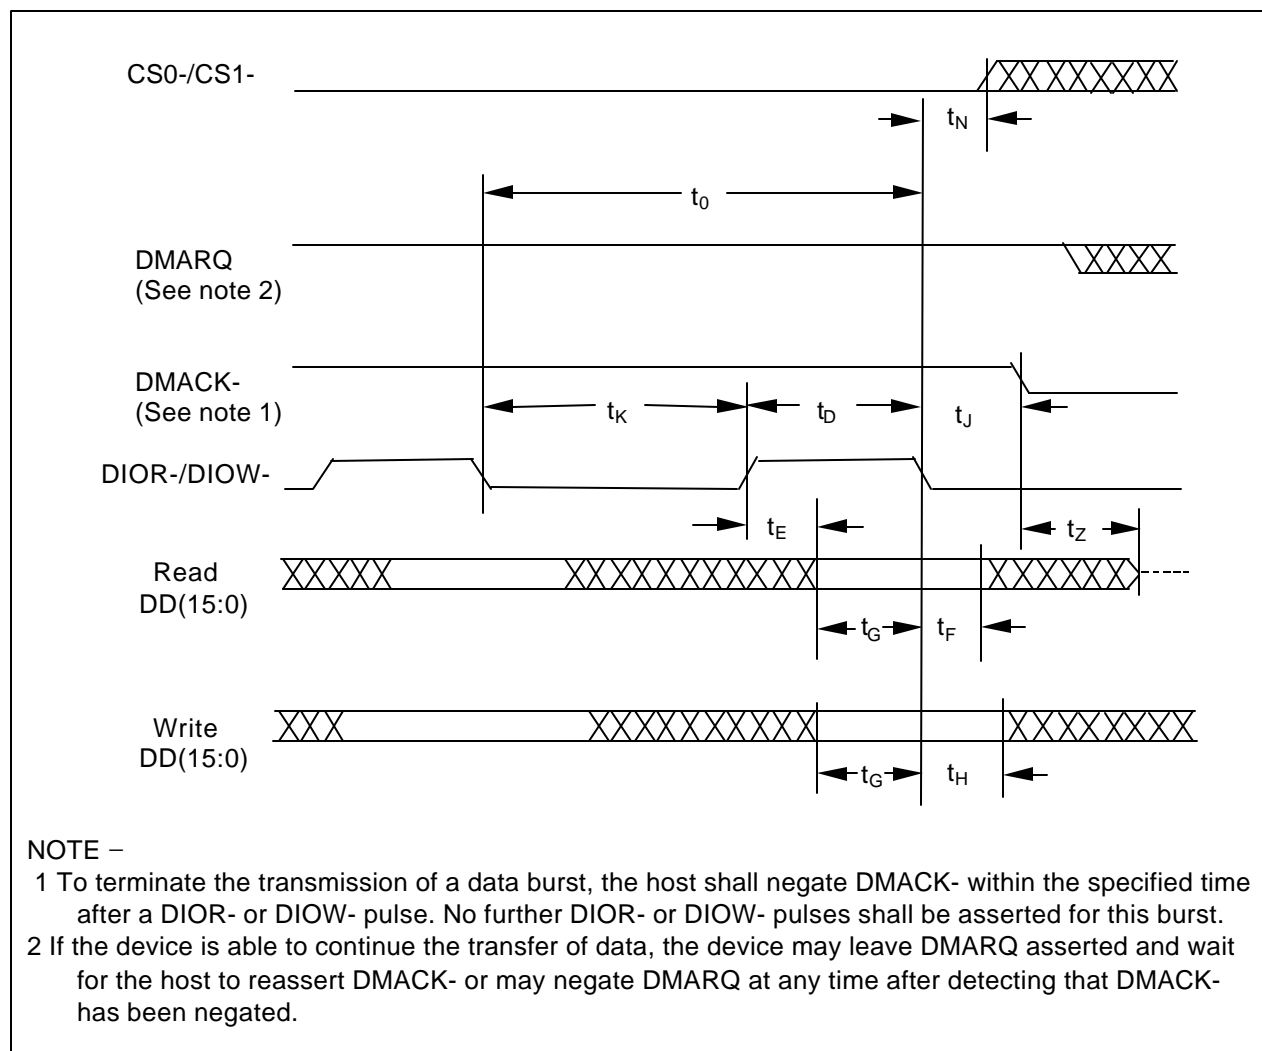 CS0-/CS1-
tN
t0
DMARQ
(See note 2)
DMACK-
(See note 1)
tK
tD
tJ
DIOR-/DIOW-
tE
tZ
Read
DD(15:0)
tG
tF
Write
DD(15:0)
tG
tH
NOTE –
1 To terminate the transmission of a data burst, the host shall negate DMACK- within the specified time
after a DIOR- or DIOW- pulse. No further DIOR- or DIOW- pulses shall be asserted for this burst.
2 If the device is able to continue the transfer of data, the device may leave DMARQ asserted and wait
for the host to reassert DMACK- or may negate DMARQ at any time after detecting that DMACK-
has been negated.